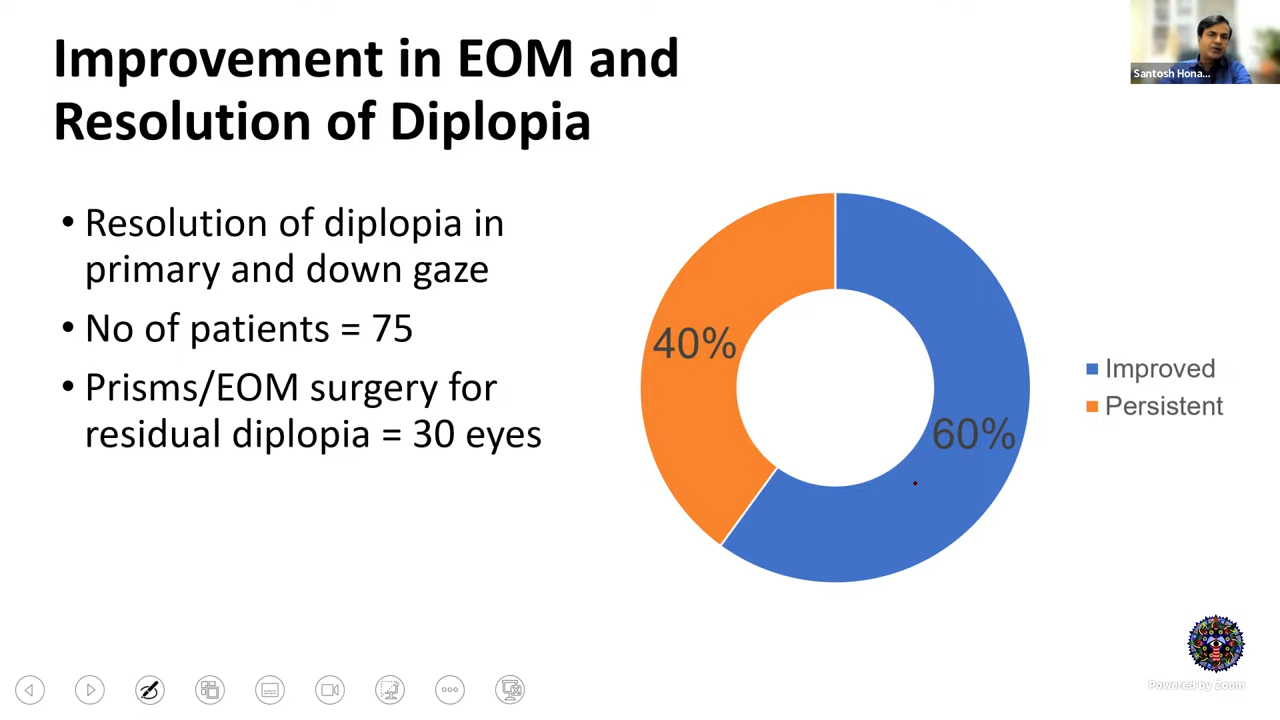 Improvement in EOM and
Resolution of Diplopia
Santosh Hona...
• Resolution of diplopia in
primary and down gaze
• No of patients = 75
• Prisms/EOM surgery for
residual diplopia = 30 eyes
40%
60%
Improved
Persistent
Powered by Zoom